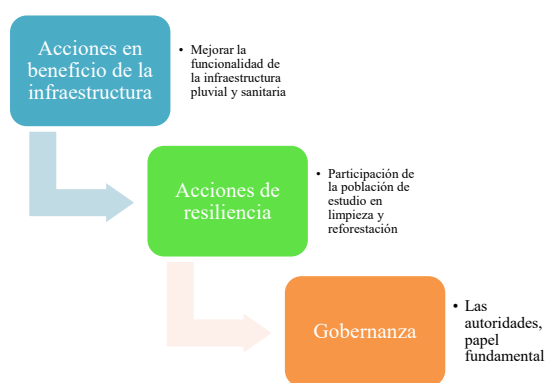 Acciones en
beneficio de la
infraestructura
• Mejorar la
funcionalidad de
la infraestructura
pluvial y sanitaria
Acciones de
resiliencia
• Participación de
la población de
estudio en
limpieza y
reforestación
Gobernanza
• Las
autoridades,
papel
fundamental